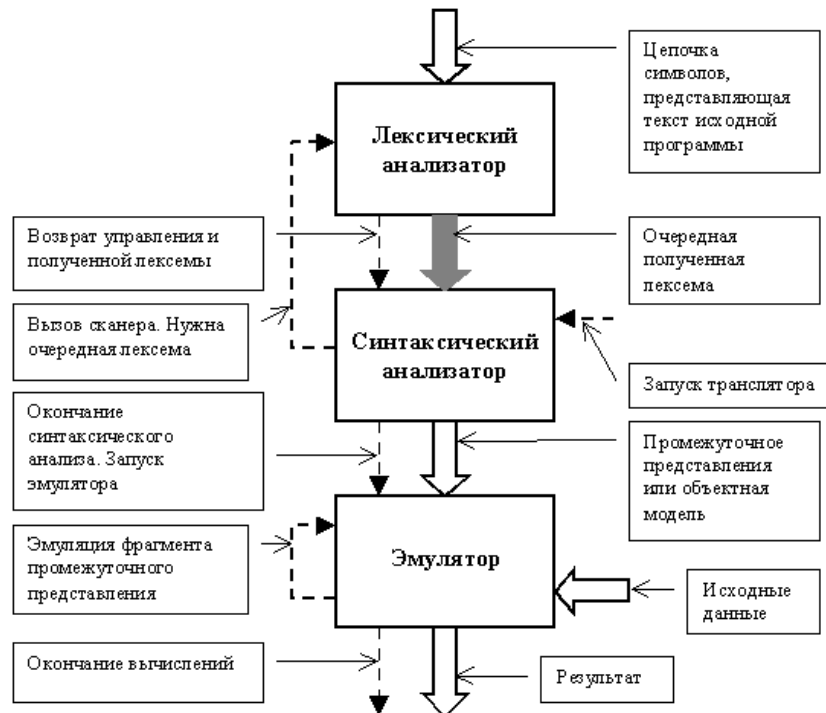 Цепочка
символов,
представляющая
текст исходной
программы
Лексический
анализатор
Возврат управления и
полученной лексемы
Очередная
полученная
лексема
Вызов сканера. Нужна
очередная лексема
Синтаксический
анализатор
Запуск транслятора
Окончание
синтаксического
анализа. Запуск
эмулятора
Промежуточное
представления
или объектная
модель
Эмуляция фрагмента
промежуточного
представления
Эмулятор
Исходные
данные
Окончание вычислений
Результат